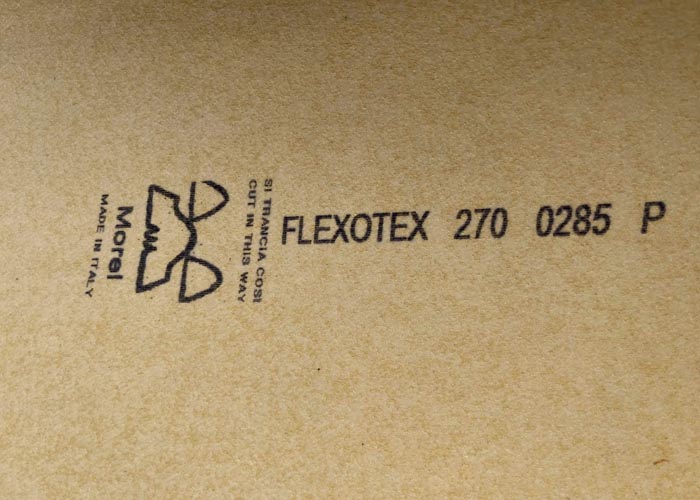 SI TRANCIA COSI
CUT IN THIS WAY
Morel
MADE IN ITALY
FLEXOTEX 270 0285 P